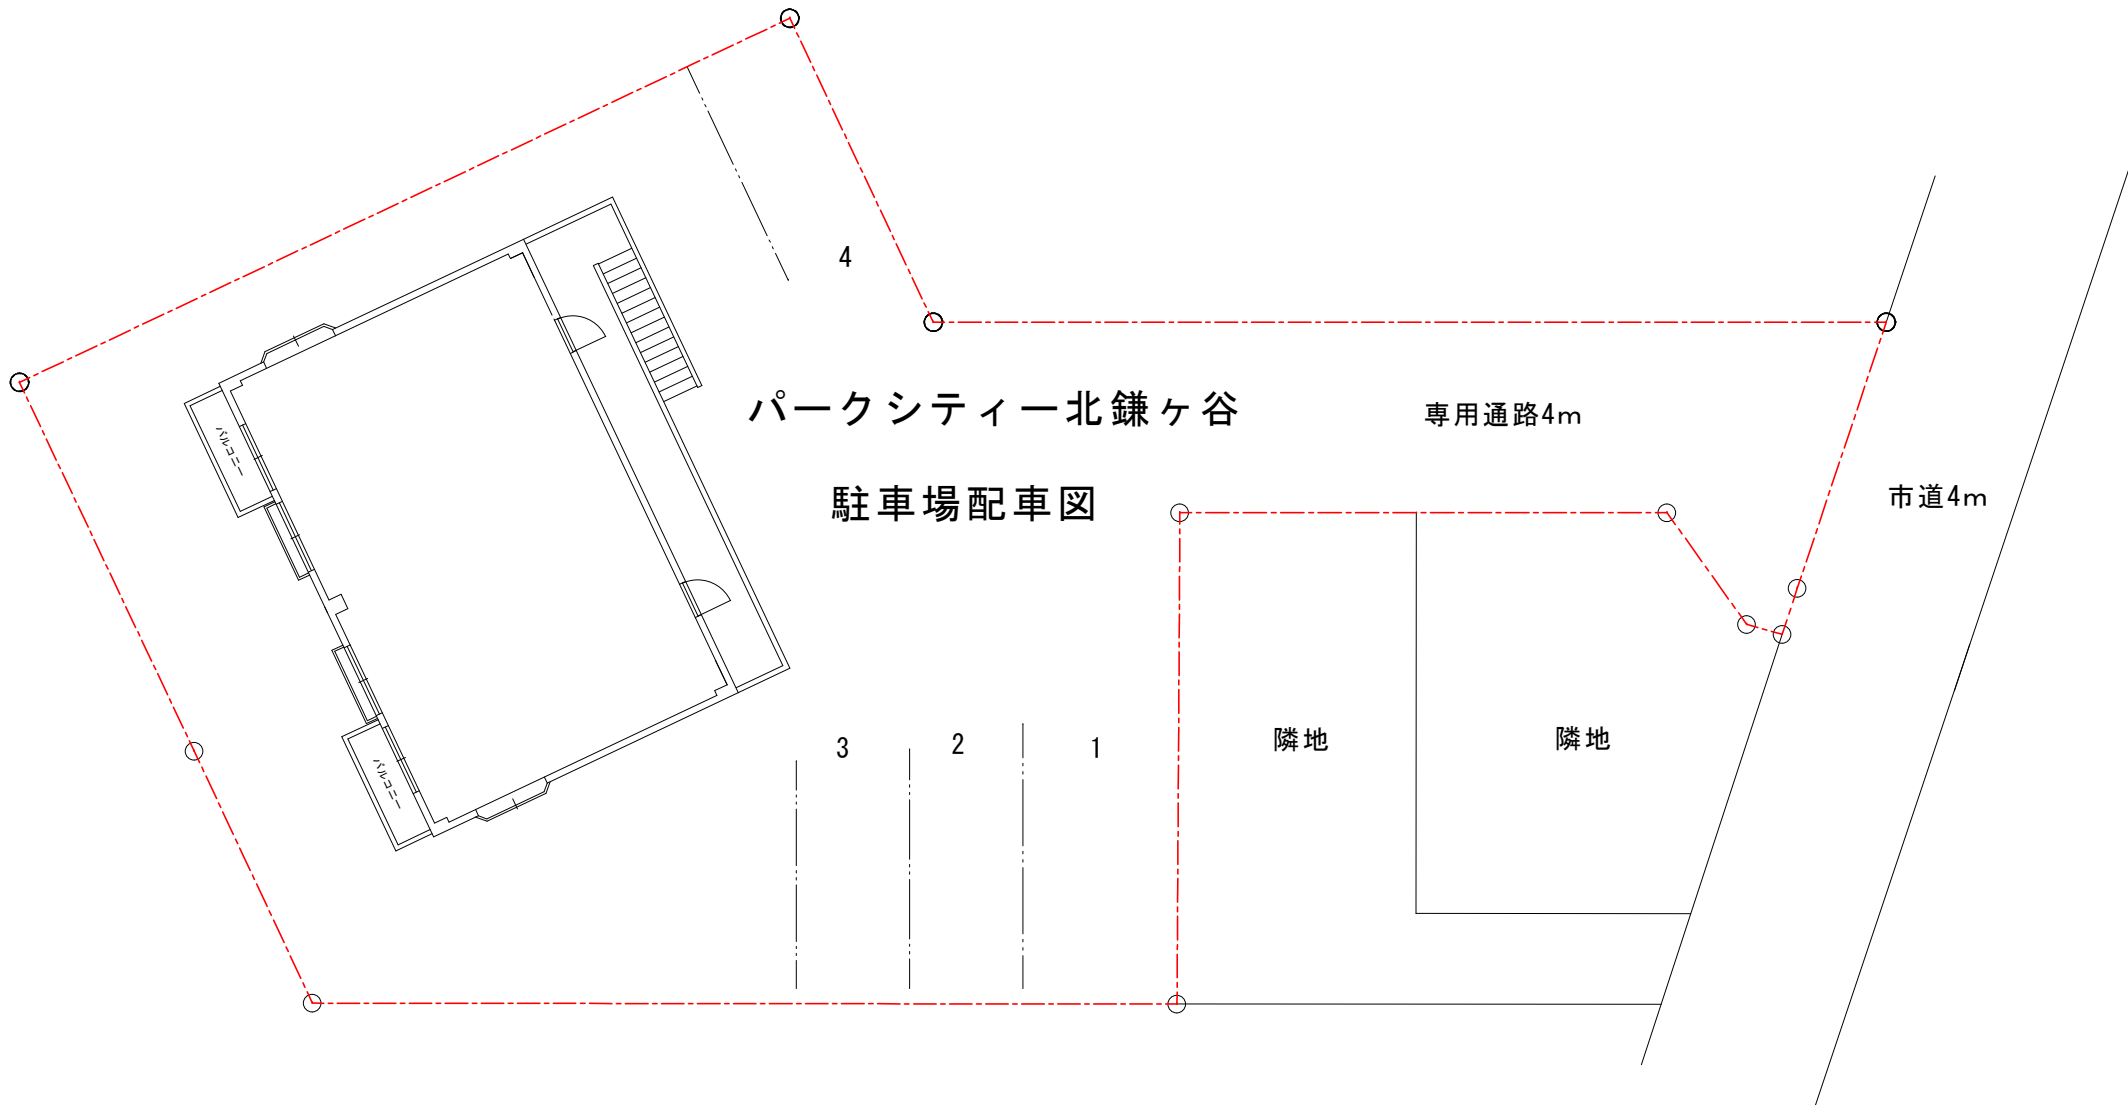 4
パークシティー北鎌ヶ谷
専用通路4m
バルコニー
駐車場配車図
市道4m
3
2
1
隣地
隣地
バルコニー